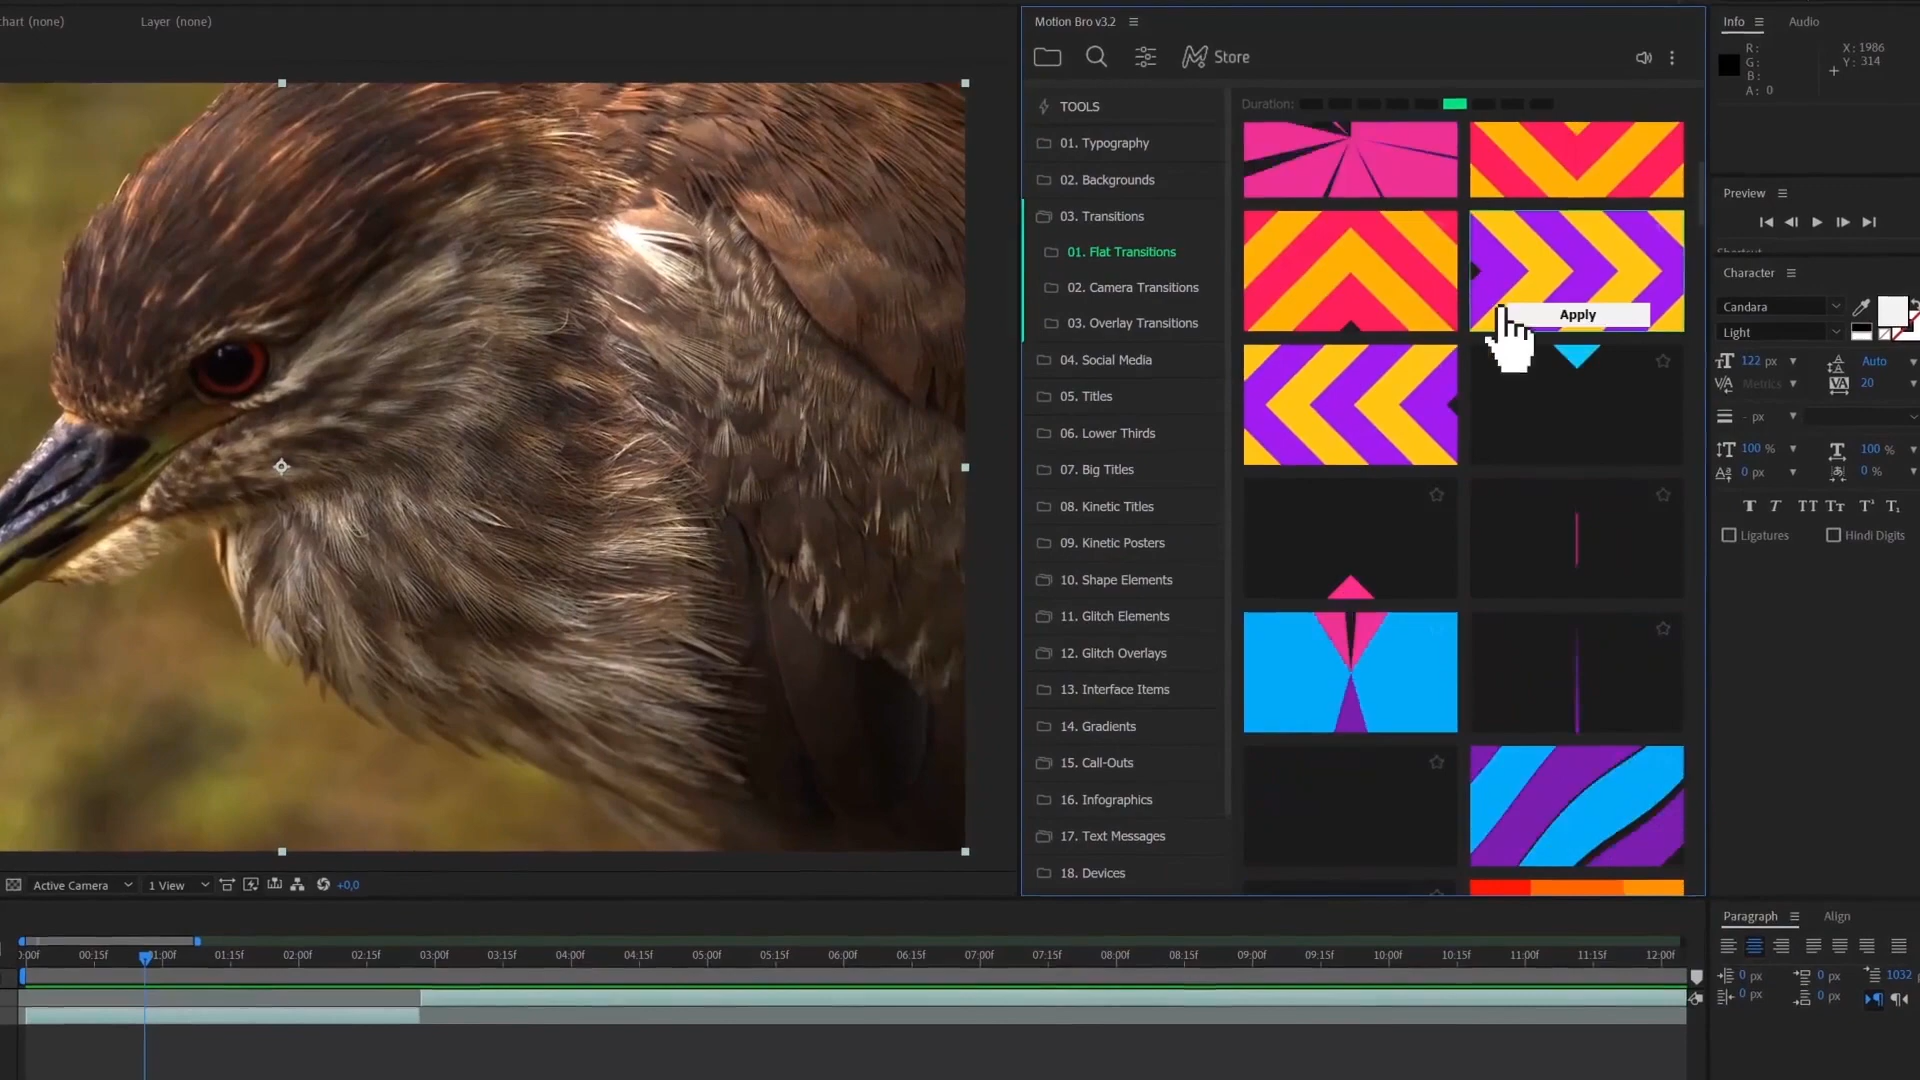 chart (none)
Layer (none)
Motion Bro v3.2
Store
TOOLS
01. Typography
02. Backgrounds
03. Transitions
01. Flat Transitions
02. Camera Transitions
03. Overlay Transitions
04. Social Media
05. Titles
06. Lower Thirds
07. Big Titles
08. Kinetic Titles
09. Kinetic Posters
10. Shape Elements
11. Glitch Elements
12. Glitch Overlays
13. Interface Items
14. Gradients
15. Call-Outs
16. Infographics
17. Text Messages
18. Devices
Duration:
Apply
Info
Audio
R:
G:
B:
A: 0
X: 1986
Y: 314
Preview
Character
Candara
Light
122 px
Auto
Metrics
20
- px
100 %
100 %
0 px
0 %
T T TT Tт T¹ T₁
Ligatures
Hindi Digits
Active Camera
1 View
+0,0
:00f 00:15f 01:00f 01:15f 02:00f 02:15f 03:00f 03:15f 04:00f 04:15f 05:00f 05:15f 06:00f 06:15f 07:00f 07:15f 08:00f 08:15f 09:00f 09:15f 10:00f 10:15f 11:00f 11:15f 12:00f
Paragraph
Align
0 px
0 px
1032
0 px
0 px